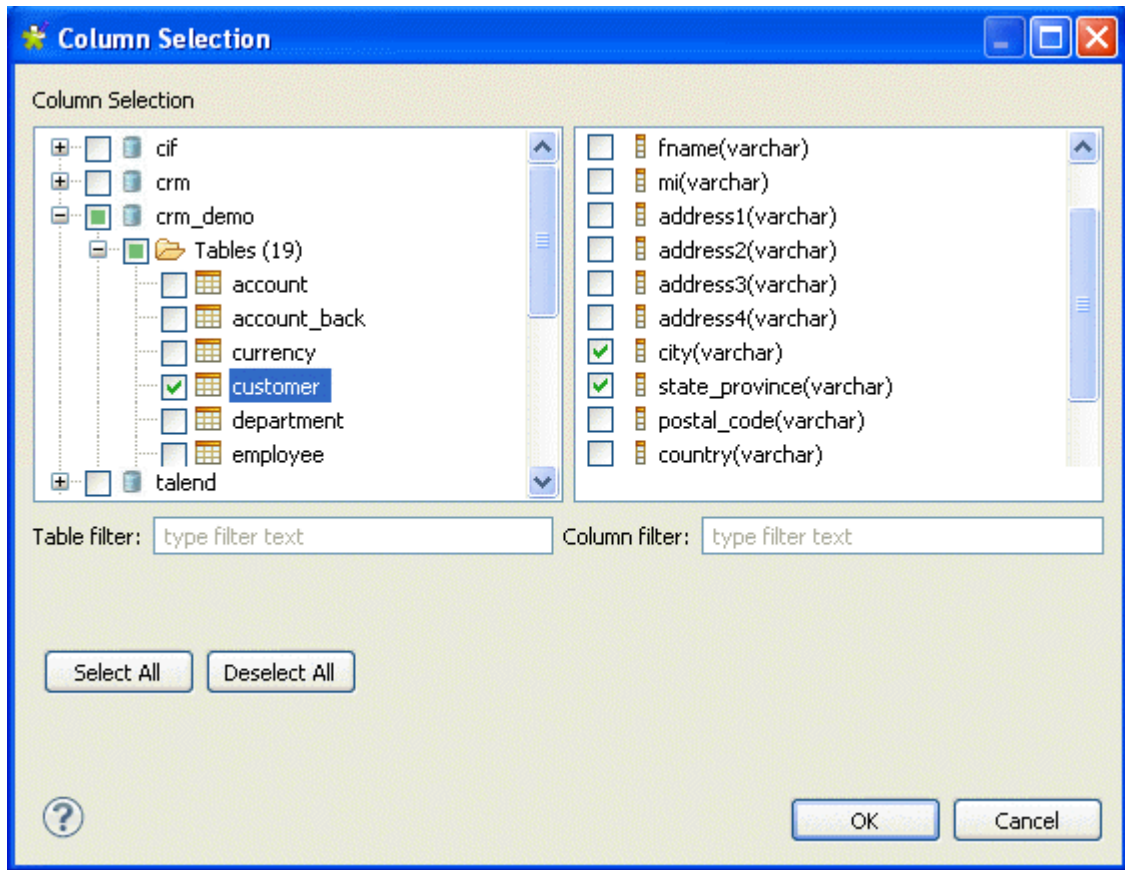 Column Selection
Column Selection
cif
crm
crm_demo
Tables (19)
account
account_back
currency
customer
department
employee
talend
fname(varchar)
mi(varchar)
address1(varchar)
address2(varchar)
address3(varchar)
address4(varchar)
city(varchar)
state_province(varchar)
postal_code(varchar)
country(varchar)
Table filter: type filter text
Column filter: type filter text
Select All
Deselect All
?
OK
Cancel